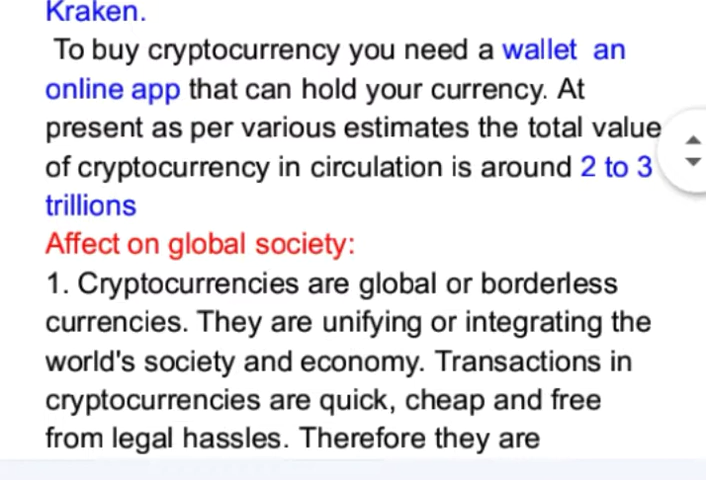 Kraken.
To buy cryptocurrency you need a wallet an
online app that can hold your currency. At
present as per various estimates the total value
of cryptocurrency in circulation is around 2 to 3
trillions
Affect on global society:
1. Cryptocurrencies are global or borderless
currencies. They are unifying or integrating the
world's society and economy. Transactions in
cryptocurrencies are quick, cheap and free
from legal hassles. Therefore they are